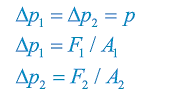 Δp₁ = Δp₂ = p
Δp₁ = F₁ / A₁
Δp₂ = F₂ / A₂